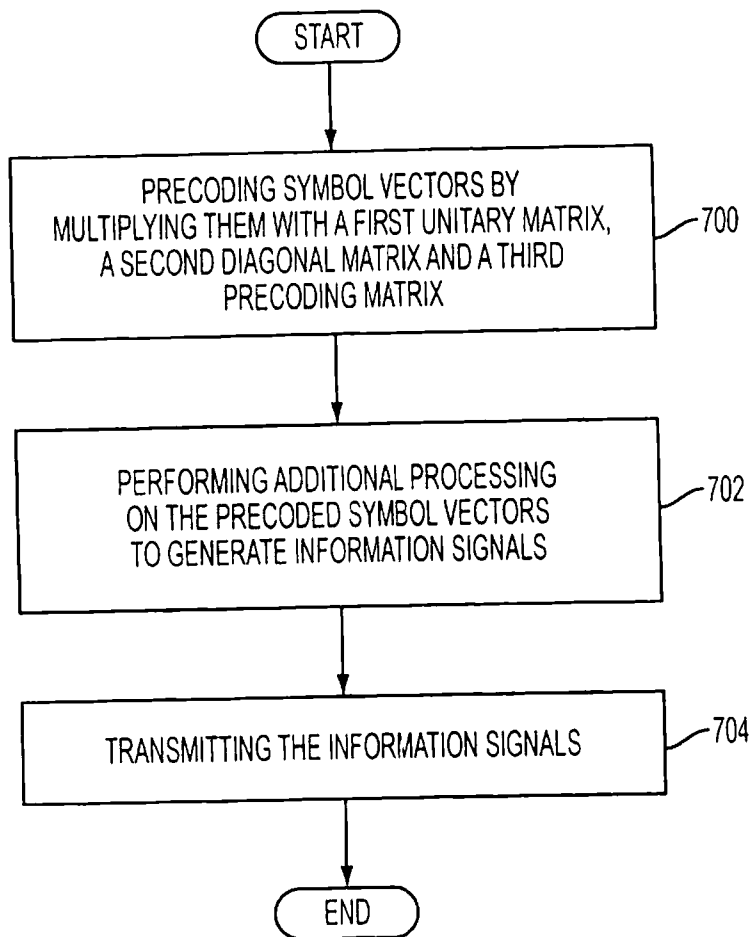 START
PRECODING SYMBOL VECTORS BY
MULTIPLYING THEM WITH A FIRST UNITARY MATRIX,
A SECOND DIAGONAL MATRIX AND A THIRD
PRECODING MATRIX
700
PERFORMING ADDITIONAL PROCESSING
ON THE PRECODED SYMBOL VECTORS
TO GENERATE INFORMATION SIGNALS
702
TRANSMITTING THE INFORMATION SIGNALS
704
END